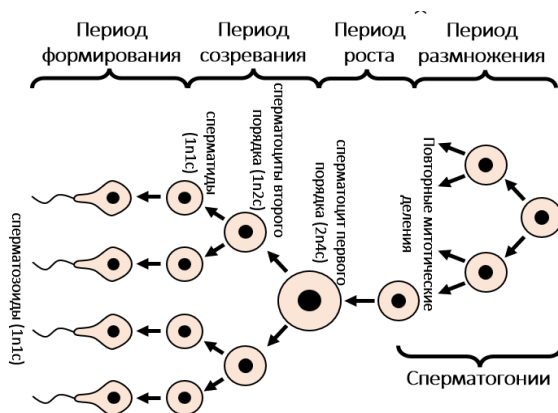 Период
формирования
Период
созревания
Период
роста
Период
размножения
сперматозоиды (1n1c)
сперматиды
(1n1c)
сперматоциты второго
порядка (1n2c)
сперматоцит первого
порядка (2n4c)
Повторные митотические
деления
Сперматогонии